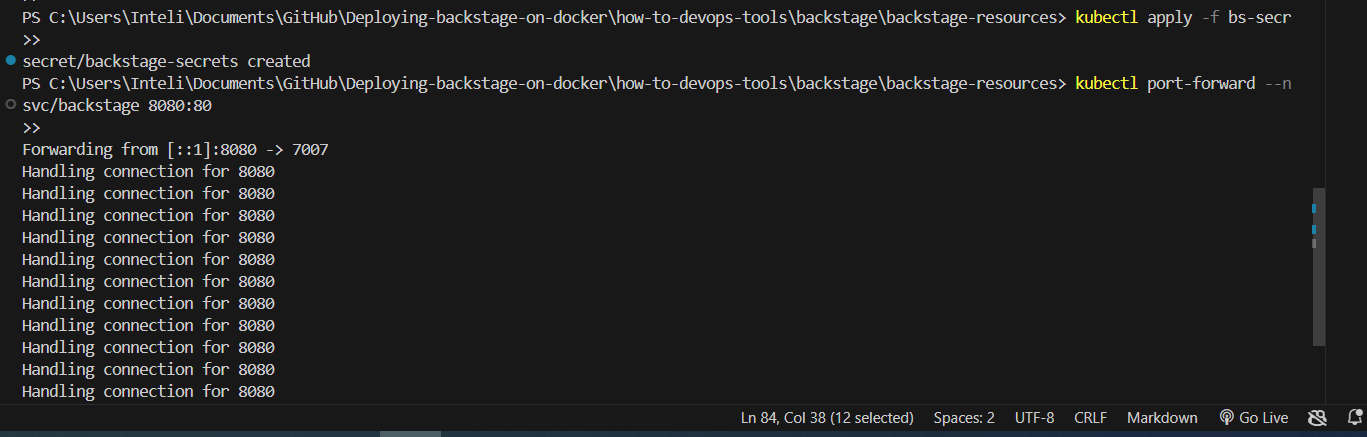 >>
PS C:\Users\Inteli\Documents\GitHub\Deploying-backstage-on-docker\how-to-devops-tools\backstage\backstage-resources> kubectl apply -f bs-secr
>>
secret/backstage-secrets created
PS C:\Users\Inteli\Documents\GitHub\Deploying-backstage-on-docker\how-to-devops-tools\backstage\backstage-resources> kubectl port-forward --n
svc/backstage 8080:80
>>
Forwarding from [::1]:8080 -> 7007
Handling connection for 8080
Handling connection for 8080
Handling connection for 8080
Handling connection for 8080
Handling connection for 8080
Handling connection for 8080
Handling connection for 8080
Handling connection for 8080
Handling connection for 8080
Handling connection for 8080
Handling connection for 8080
Ln 84, Col 38 (12 selected) Spaces: 2 UTF-8 CRLF Markdown Go Live